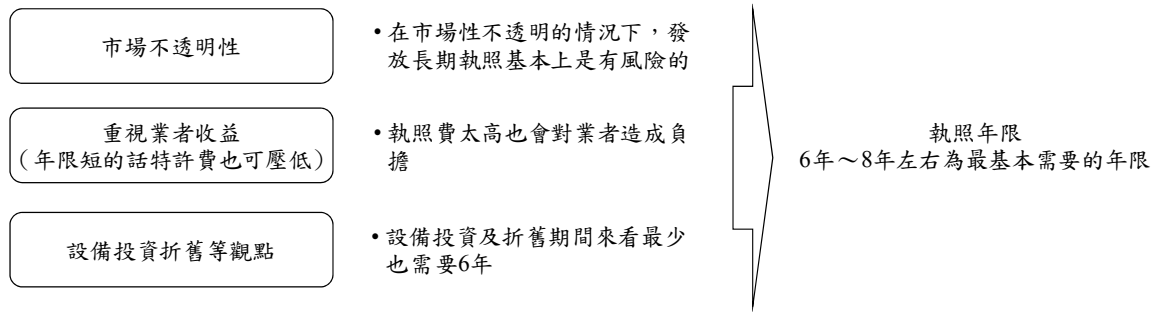 市場不透明性
•在市場性不透明的情況下，發
放長期執照基本上是有風險的
重視業者收益
（年限短的話特許費也可壓低）
•執照費太高也會對業者造成負
擔
設備投資折舊等觀點
•設備投資及折舊期間來看最少
也需要6年
執照年限
6年～8年左右為最基本需要的年限